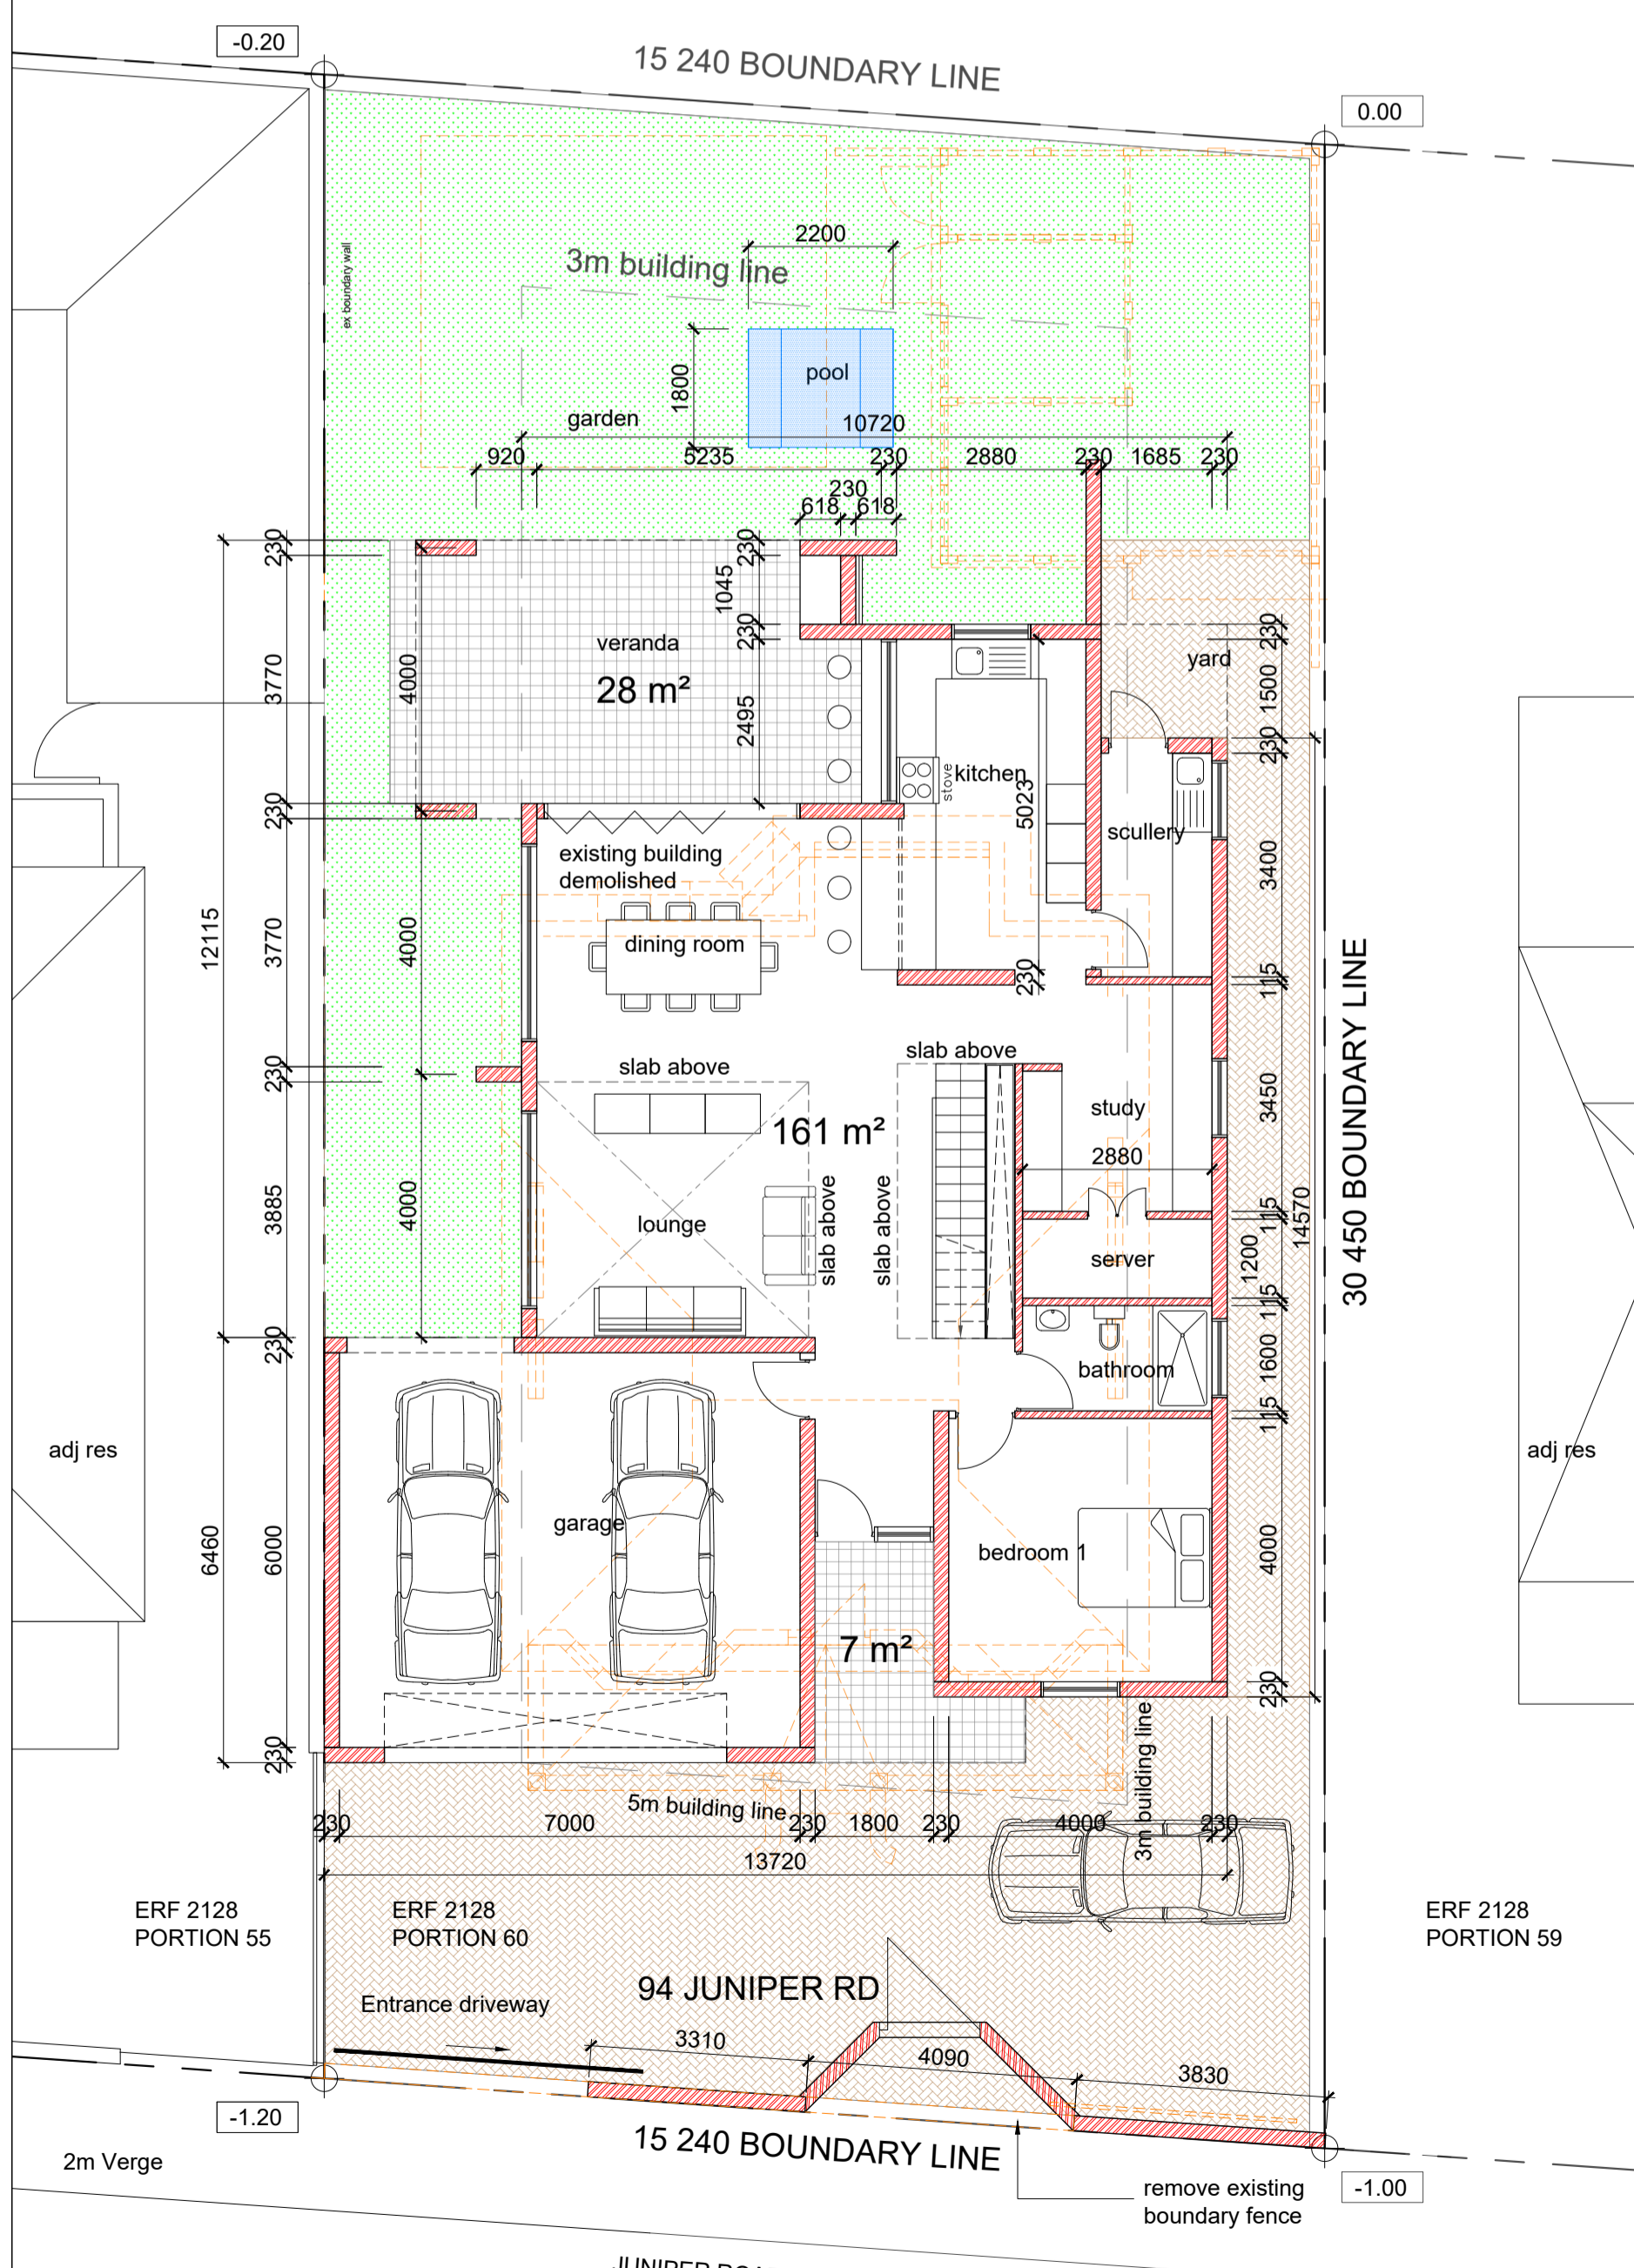 -0.20
15 240 BOUNDARY LINE
0.00
ex boundary wall
2200
3m building line
1800
pool
garden
10720
920
5235
230
2880
230
1685
230
230
618
618
230
230
1045
230
230
veranda
28 m²
yard
3770
4000
2495
1500
230
stove
kitchen
5023
scullery
230
existing building
demolished
3400
12115
3770
4000
dining room
230
115
30 450 BOUNDARY LINE
230
slab above
slab above
161 m²
study
3450
2880
3885
4000
lounge
slab above
slab above
115
14570
server
1200
115
230
bathroom
1600
115
adj res
adj res
6460
6000
garage
bedroom 1
4000
7 m²
230
230
3m building line
5m building line
230
7000
230
1800
230
4000
230
13720
ERF 2128
PORTION 55
ERF 2128
PORTION 60
ERF 2128
PORTION 59
94 JUNIPER RD
Entrance driveway
3310
4090
3830
-1.20
15 240 BOUNDARY LINE
2m Verge
-1.00
remove existing
boundary fence